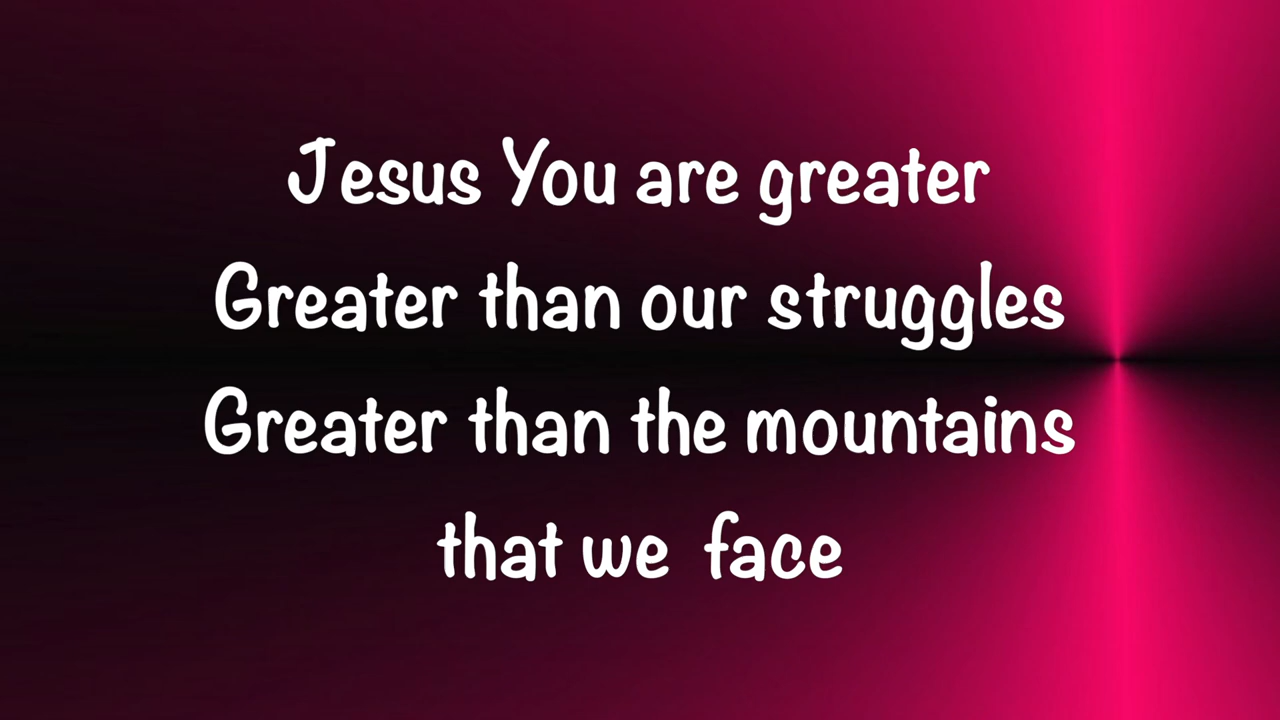 Jesus You are greater
Greater than our struggles
Greater than the mountains
that we face